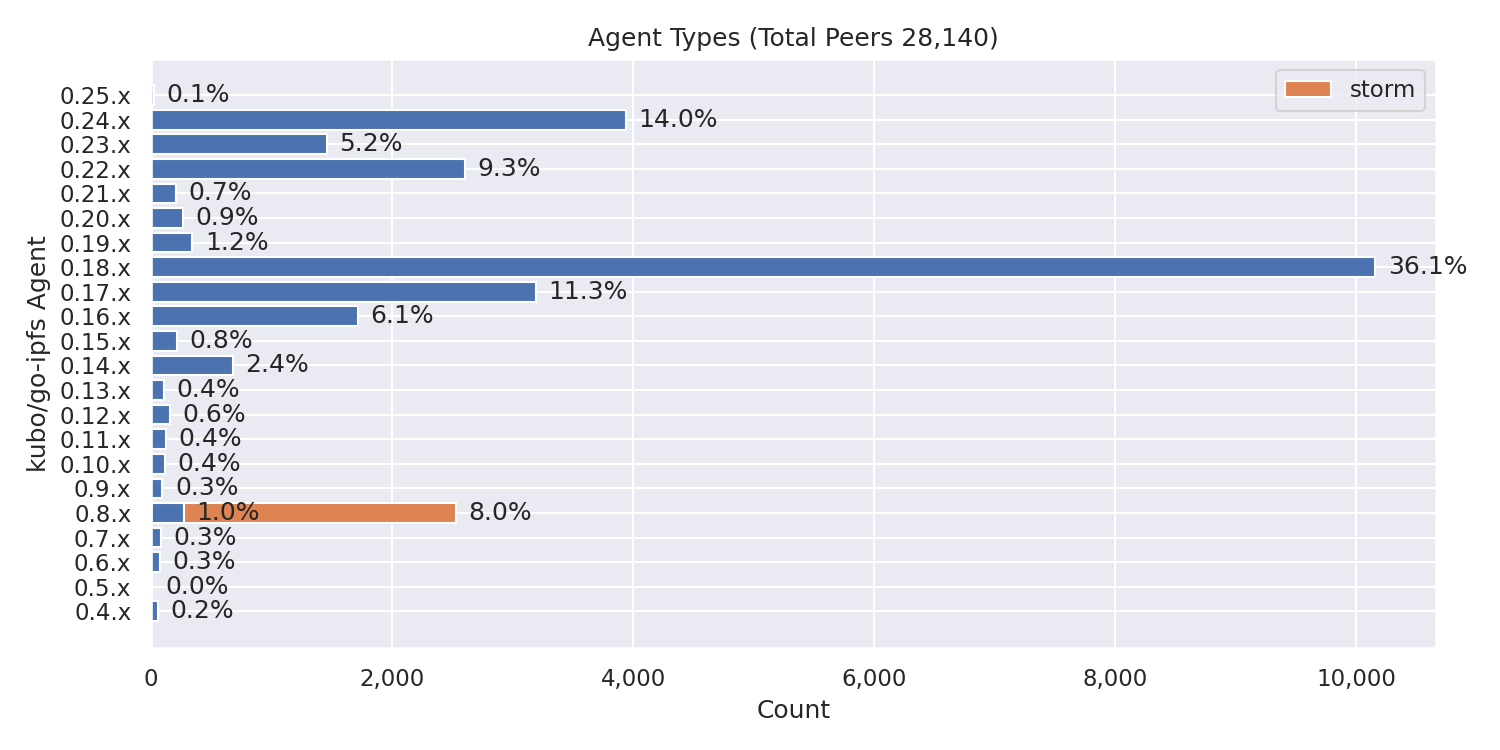 Agent Types (Total Peers 28,140)
storm
kubo/go-ipfs Agent
0.25.x 0.1%
0.24.x 14.0%
0.23.x 5.2%
0.22.x 9.3%
0.21.x 0.7%
0.20.x 0.9%
0.19.x 1.2%
0.18.x 36.1%
0.17.x 11.3%
0.16.x 6.1%
0.15.x 0.8%
0.14.x 2.4%
0.13.x 0.4%
0.12.x 0.6%
0.11.x 0.4%
0.10.x 0.4%
0.9.x 0.3%
0.8.x 1.0% 8.0%
0.7.x 0.3%
0.6.x 0.3%
0.5.x 0.0%
0.4.x 0.2%
0 2,000 4,000 6,000 8,000 10,000
Count